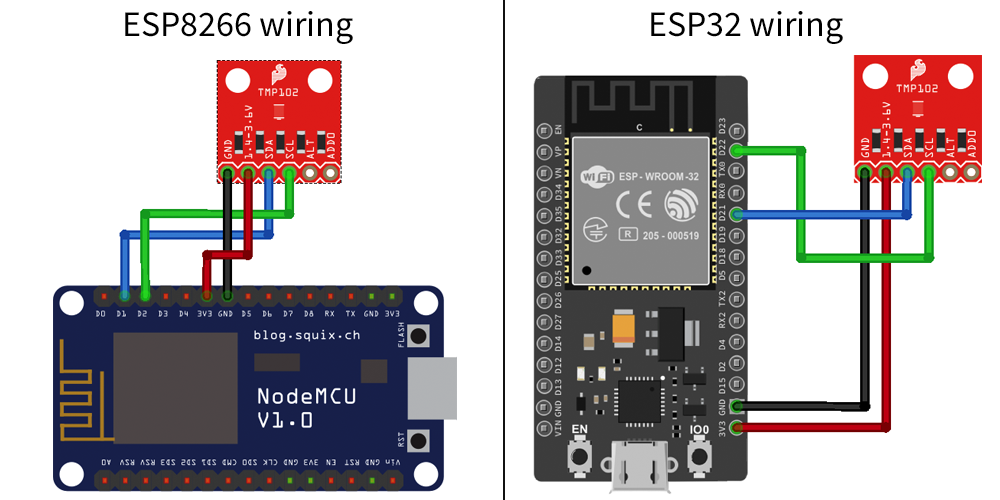 ESP8266 wiring
TMP102
GND
1.4-3.6V
SDA
SCL
ALT
ADD0
D0 D1 D2 D3 D4 3V3 GND D5 D6 D7 D8 RX TX GND 3V3
blog.squix.ch
FLASH
NodeMCU
V1.0
RST
A0 RSV RSV SD3 SD2 SD1 CMD SD0 CLK GND 3V3 EN RST GND Vin
ESP32 wiring
TMP102
GND
1.4-3.6V
SDA
SCL
ALT
ADD0
C
EN
VP
VN
D34
D35
D32
D33
D25
D26
D27
D14
D12
D13
GND
VIN
D23
D22
TX0
RX0
D21
D19
D18
D5
TX2
RX2
D4
D2
D15
GND
3V3
WiFi
ESP - WROOM - 32
CE
R 205 - 000519
EN
IO0